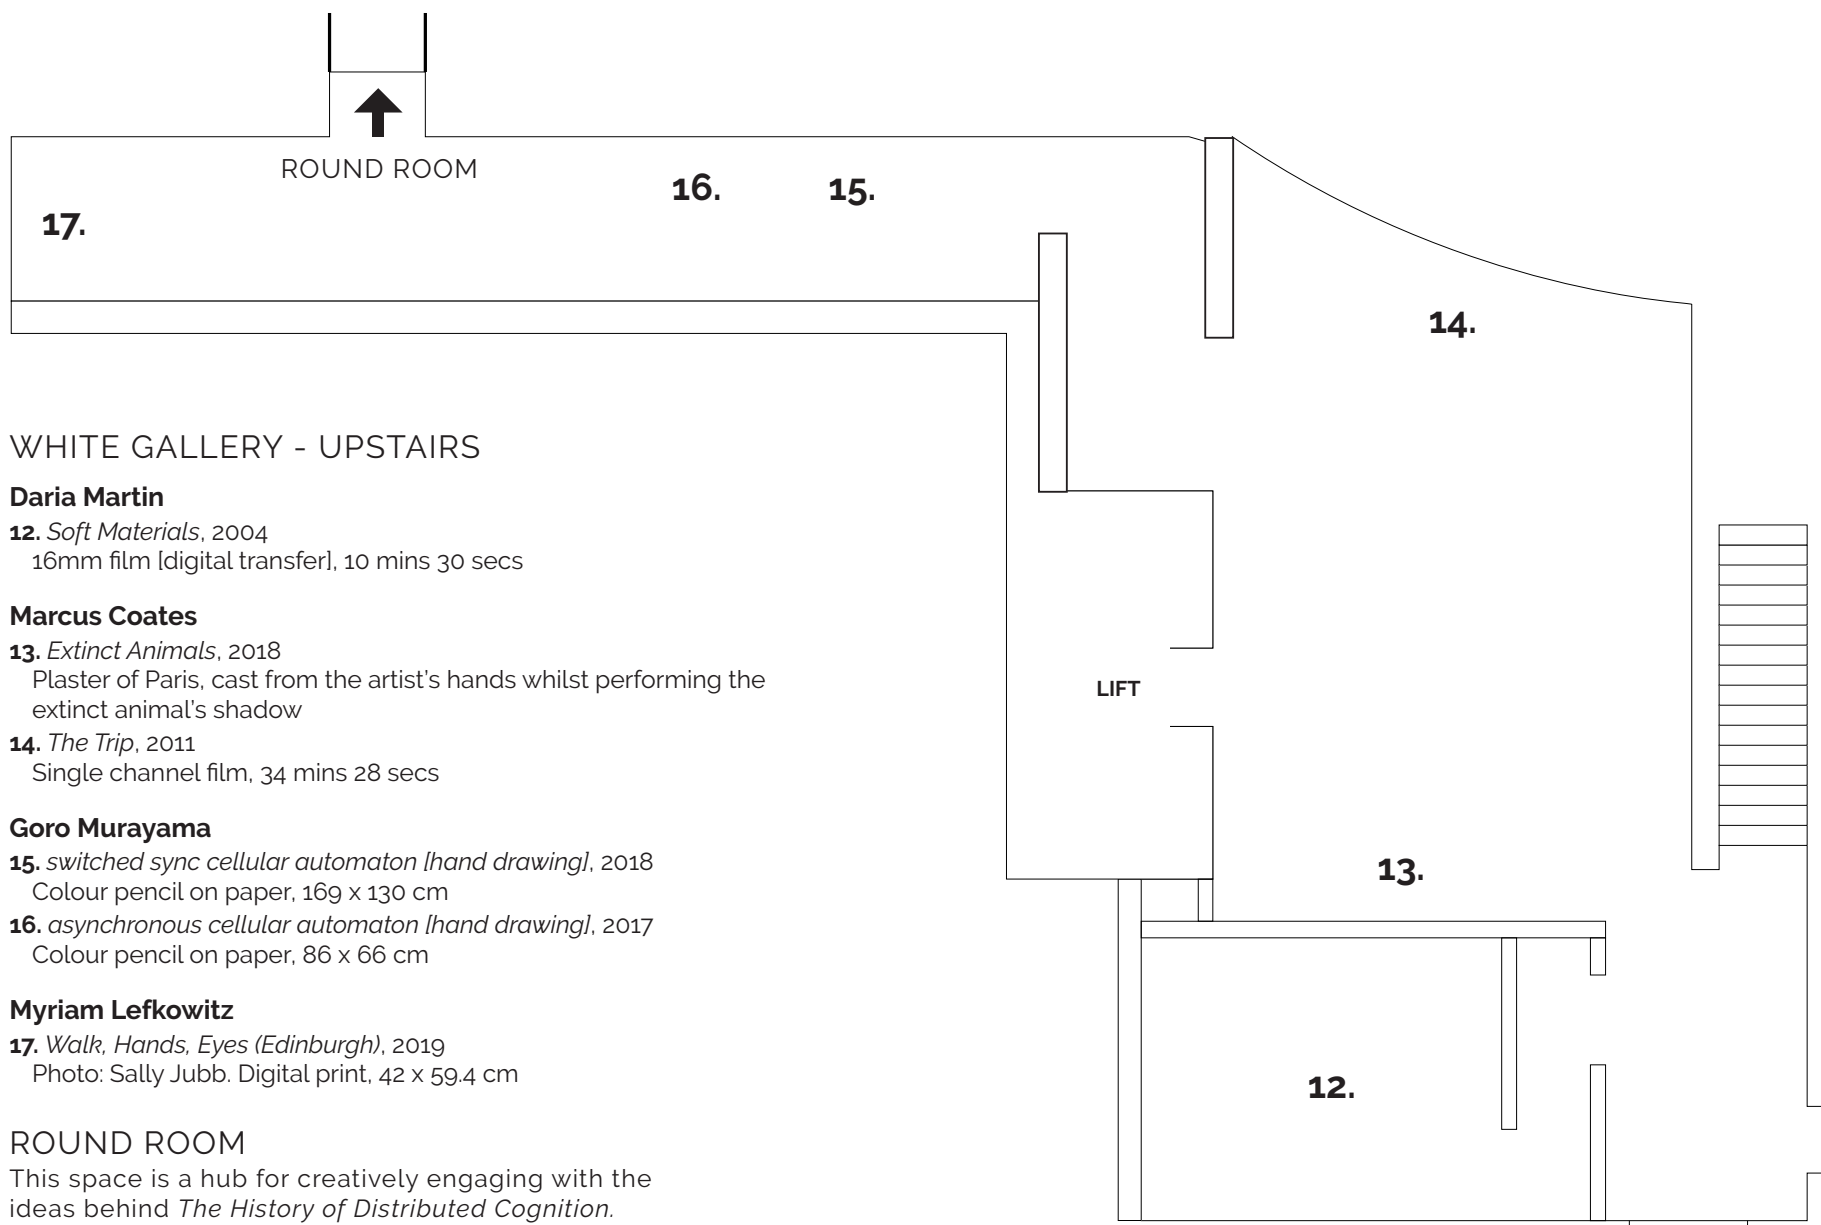 ROUND ROOM
17.
16.
15.
14.
LIFT
13.
12.
WHITE GALLERY - UPSTAIRS
Daria Martin
12. Soft Materials, 2004
16mm film [digital transfer], 10 mins 30 secs
Marcus Coates
13. Extinct Animals, 2018
Plaster of Paris, cast from the artist's hands whilst performing the
extinct animal's shadow
14. The Trip, 2011
Single channel film, 34 mins 28 secs
Goro Murayama
15. switched sync cellular automaton [hand drawing], 2018
Colour pencil on paper, 169 x 130 cm
16. asynchronous cellular automaton [hand drawing], 2017
Colour pencil on paper, 86 x 66 cm
Myriam Lefkowitz
17. Walk, Hands, Eyes (Edinburgh), 2019
Photo: Sally Jubb. Digital print, 42 x 59.4 cm
ROUND ROOM
This space is a hub for creatively engaging with the
ideas behind The History of Distributed Cognition.